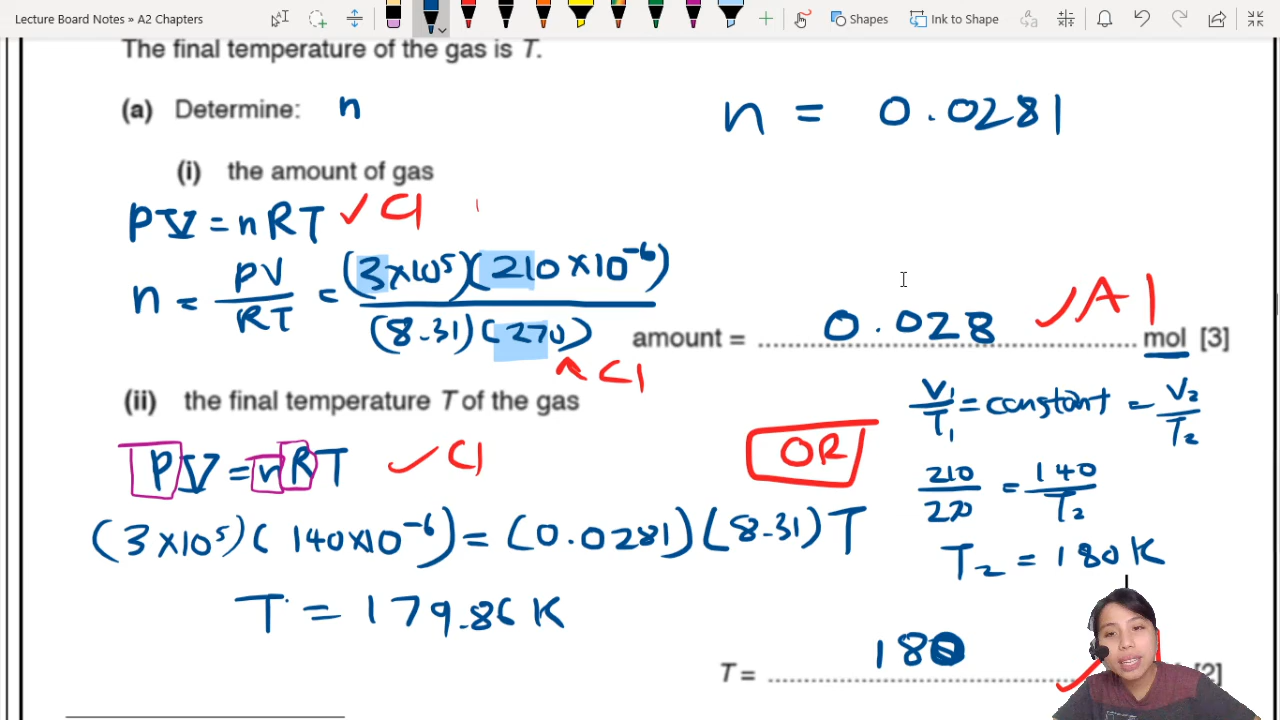 Lecture Board Notes » A2 Chapters
Shapes
Ink to Shape
The final temperature of the gas is T.
(a) Determine: n
n = 0.0281
(i) the amount of gas
PV = nRT ✓ C1
n = PV/RT = (3×10⁵)(210×10⁻⁶)/(8.31)(270)
C1
amount = 0.028 mol [3]
✓ A1
(ii) the final temperature T of the gas
PV = nRT ✓ C1
(3×10⁵)(140×10⁻⁶) = (0.0281)(8.31)T
T = 179.86 K
OR
V₁/T₁ = constant = V₂/T₂
210/270 = 140/T₂
T₂ = 180K
T = 180